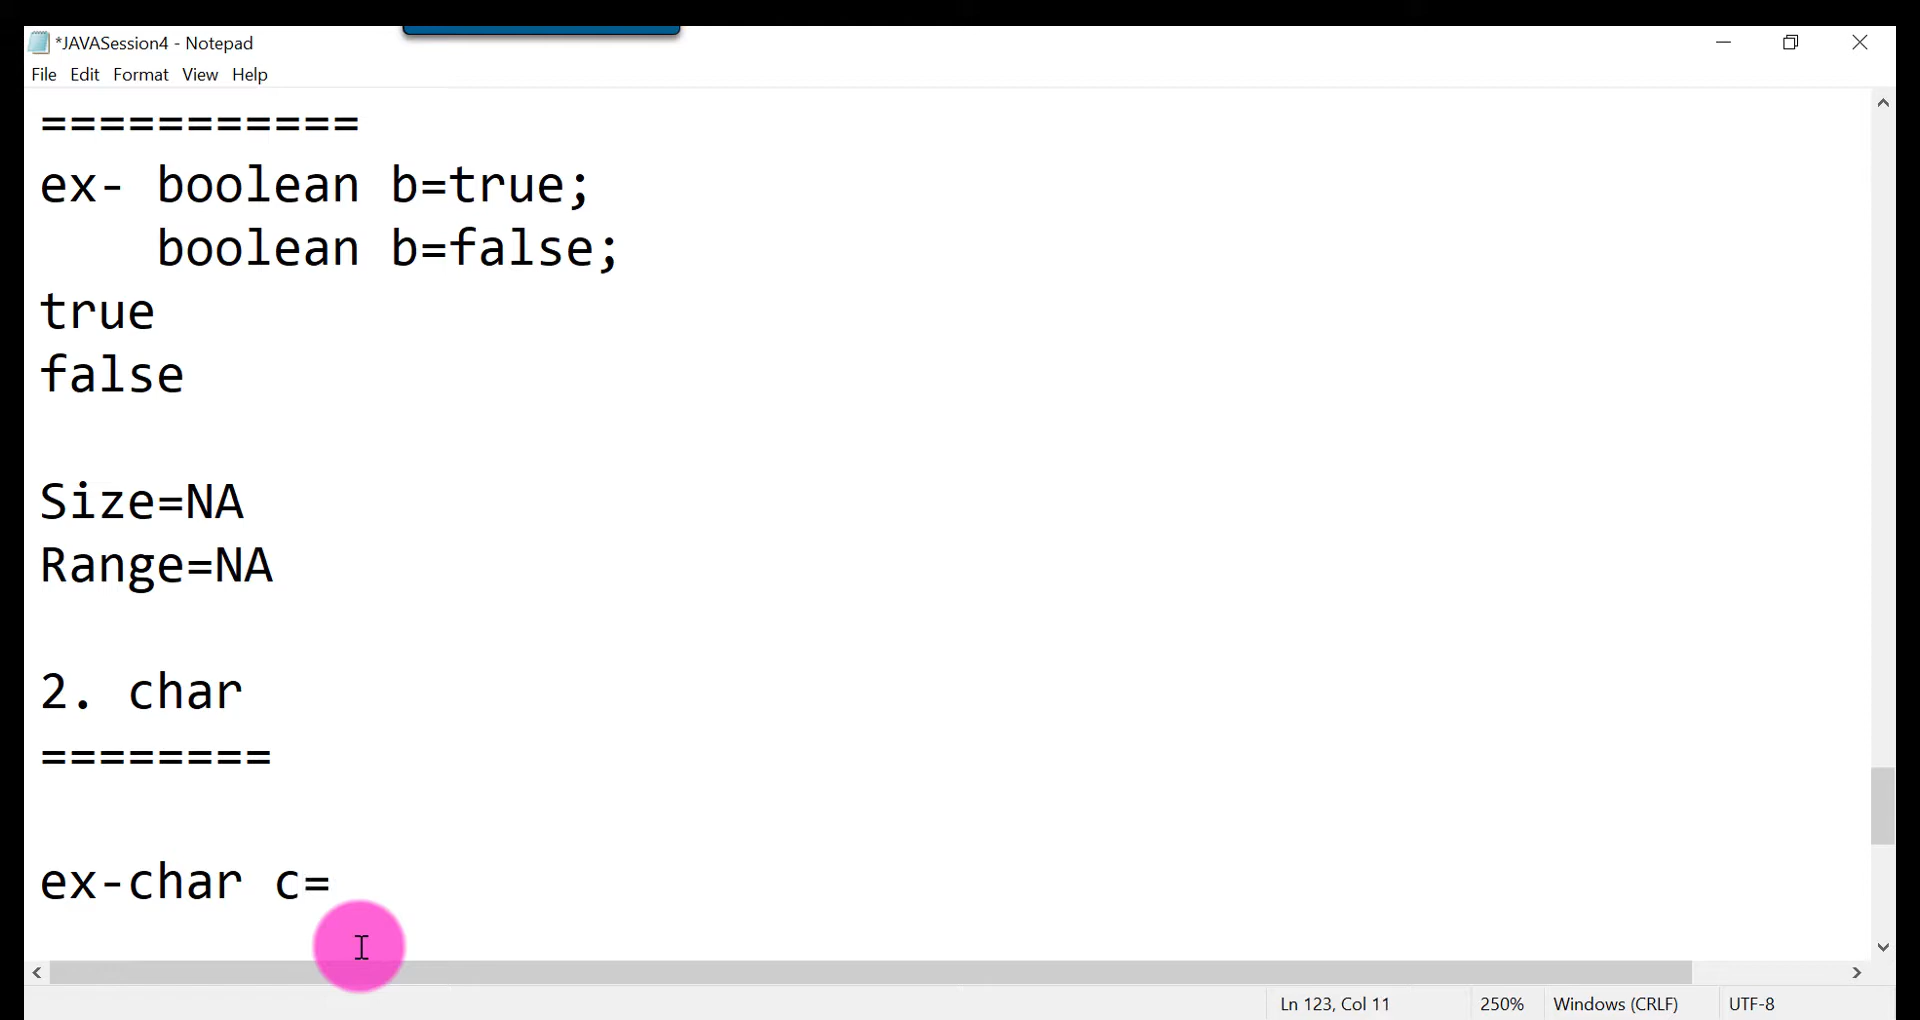 *JAVASession4 - Notepad
File Edit Format View Help
===========
ex- boolean b=true;
boolean b=false;
true
false
Size=NA
Range=NA
2. char
========
ex-char c=
Ln 123, Col 11 250% Windows (CRLF) UTF-8